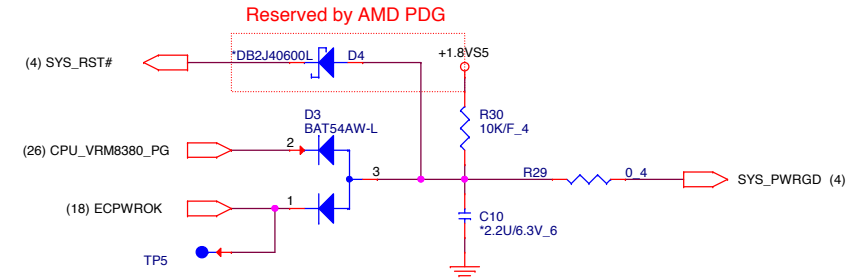 Reserved by AMD PDG
(4) SYS_RST#
*DB2J40600L
D4
+1.8VS5
D3
BAT54AW-L
R30
10K/F_4
(26) CPU_VRM8380_PG
2
3
R29
0_4
SYS_PWRGD (4)
(18) ECPWROK
1
C10
*2.2U/6.3V_6
TP5